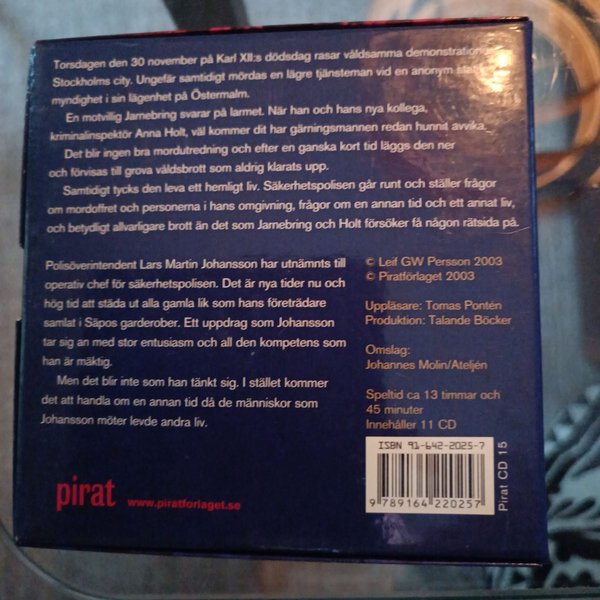 Torsdagen den 30 november på Karl XII:s dödsdag rasar våldsamma demonstrationer
Stockholms city. Ungefär samtidigt mördas en lägre tjänsteman vid en anonym
myndighet i sin lägenhet på Östermalm.
En motvillig Jarnebring svarar på larmet. När han och hans nya kollega,
kriminalinspektör Anna Holt, väl kommer dit har gärningsmannen redan hunnit avvika.
Det blir ingen bra mordutredning och efter en ganska kort tid läggs den ner
och förvisas till grova våldsbrott som aldrig klarats upp.
Samtidigt tycks den leva ett hemligt liv. Säkerhetspolisen går runt och ställer frågor
om mordoffret och personerna i hans omgivning, frågor om en annan tid och ett annat liv,
och betydligt allvarligare brott än det som Jarnebring och Holt försöker få någon rätsida på.
Polisöverintendent Lars Martin Johansson har utnämnts till
operativ chef för säkerhetspolisen. Det är nya tider nu och
hög tid att städa ut alla gamla lik som hans företrädare
samlat i Säpos garderober. Ett uppdrag som Johansson
tar sig an med stor entusiasm och all den kompetens som
han är mäktig.
Men det blir inte som han tänkt sig. I stället kommer
det att handla om en annan tid då de människor som
Johansson möter levde andra liv.
© Leif GW Persson 2003
© Piratförlaget 2003
Uppläsare: Tomas Pontén
Produktion: Talande Böcker
Omslag:
Johannes Molin/Ateljén
Speltid ca 13 timmar och
45 minuter
Innehåller 11 CD
ISBN 91-642-2025-7
9 789164 220257
Pirat CD 15
pirat
www.piratforlaget.se